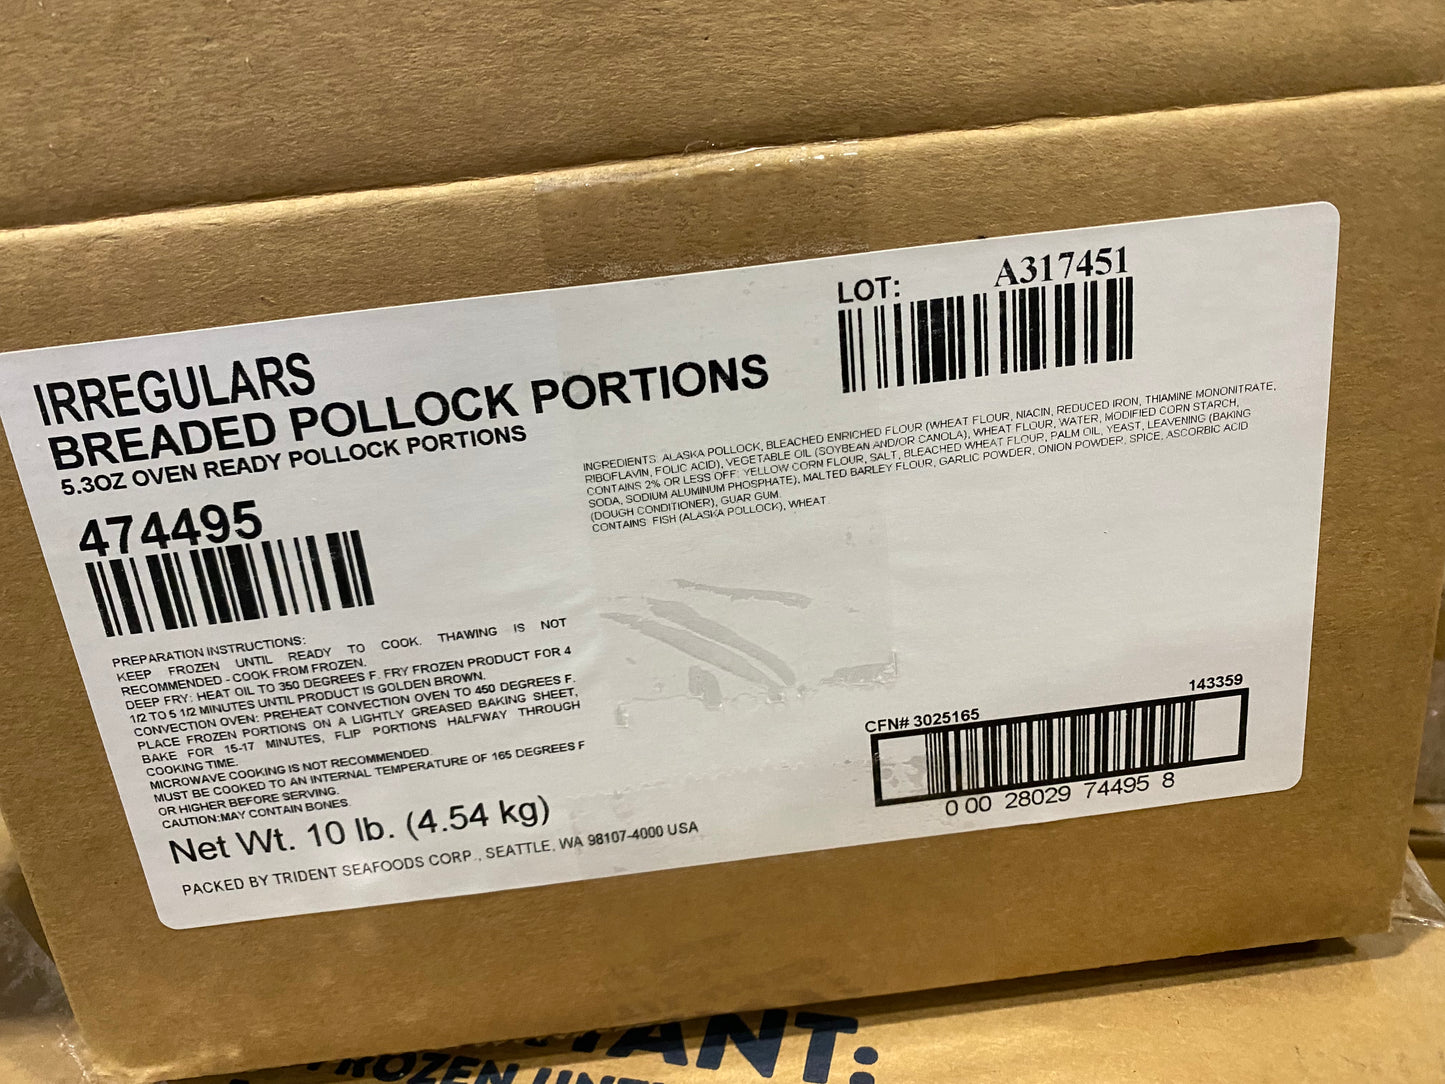 IRREGULARS
BREADED POLLOCK PORTIONS
5.3OZ OVEN READY POLLOCK PORTIONS
474495
LOT: A317451
INGREDIENTS: ALASKA POLLOCK, BLEACHED ENRICHED FLOUR (WHEAT FLOUR, NIACIN, REDUCED IRON, THIAMINE MONONITRATE,
RIBOFLAVIN, FOLIC ACID), VEGETABLE OIL (SOYBEAN AND/OR CANOLA), WHEAT FLOUR, WATER, MODIFIED CORN STARCH,
CONTAINS 2% OR LESS OFF: YELLOW CORN FLOUR, SALT, BLEACHED WHEAT FLOUR, PALM OIL, YEAST, LEAVENING (BAKING
SODA, SODIUM ALUMINUM PHOSPHATE), MALTED BARLEY FLOUR, GARLIC POWDER, ONION POWDER, SPICE, ASCORBIC ACID
(DOUGH CONDITIONER), GUAR GUM.
CONTAINS: FISH (ALASKA POLLOCK), WHEAT
PREPARATION INSTRUCTIONS:
KEEP FROZEN UNTIL READY TO COOK. THAWING IS NOT
RECOMMENDED - COOK FROM FROZEN.
DEEP FRY: HEAT OIL TO 350 DEGREES F. FRY FROZEN PRODUCT FOR 4
1/2 TO 5 1/2 MINUTES UNTIL PRODUCT IS GOLDEN BROWN.
CONVECTION OVEN: PREHEAT CONVECTION OVEN TO 450 DEGREES F.
PLACE FROZEN PORTIONS ON A LIGHTLY GREASED BAKING SHEET,
BAKE FOR 15-17 MINUTES, FLIP PORTIONS HALFWAY THROUGH
COOKING TIME.
MICROWAVE COOKING IS NOT RECOMMENDED.
MUST BE COOKED TO AN INTERNAL TEMPERATURE OF 165 DEGREES F
OR HIGHER BEFORE SERVING.
CAUTION:MAY CONTAIN BONES.
Net Wt. 10 lb. (4.54 kg)
PACKED BY TRIDENT SEAFOODS CORP., SEATTLE, WA 98107-4000 USA
CFN# 3025165 143359
0 00 28029 74495 8